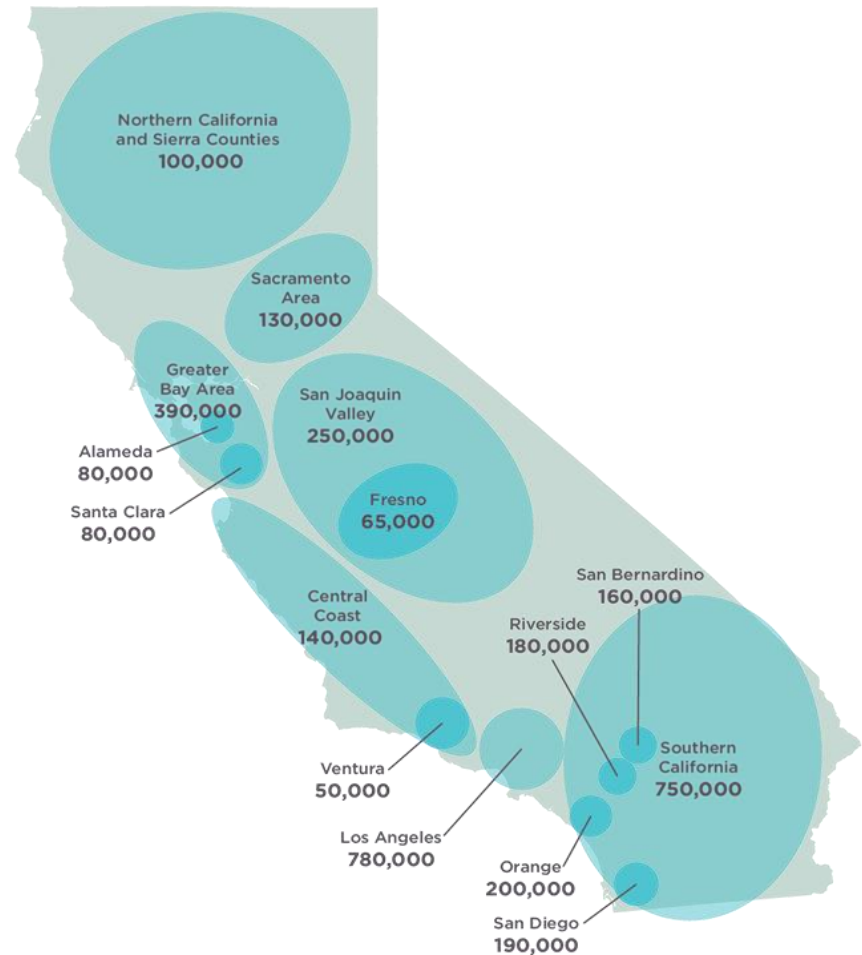 Northern California
and Sierra Counties
100,000
Sacramento
Area
130,000
Greater
Bay Area
390,000
San Joaquin
Valley
250,000
Alameda
80,000
Santa Clara
80,000
Fresno
65,000
Central
Coast
140,000
San Bernardino
160,000
Riverside
180,000
Southern
California
750,000
Ventura
50,000
Los Angeles
780,000
Orange
200,000
San Diego
190,000